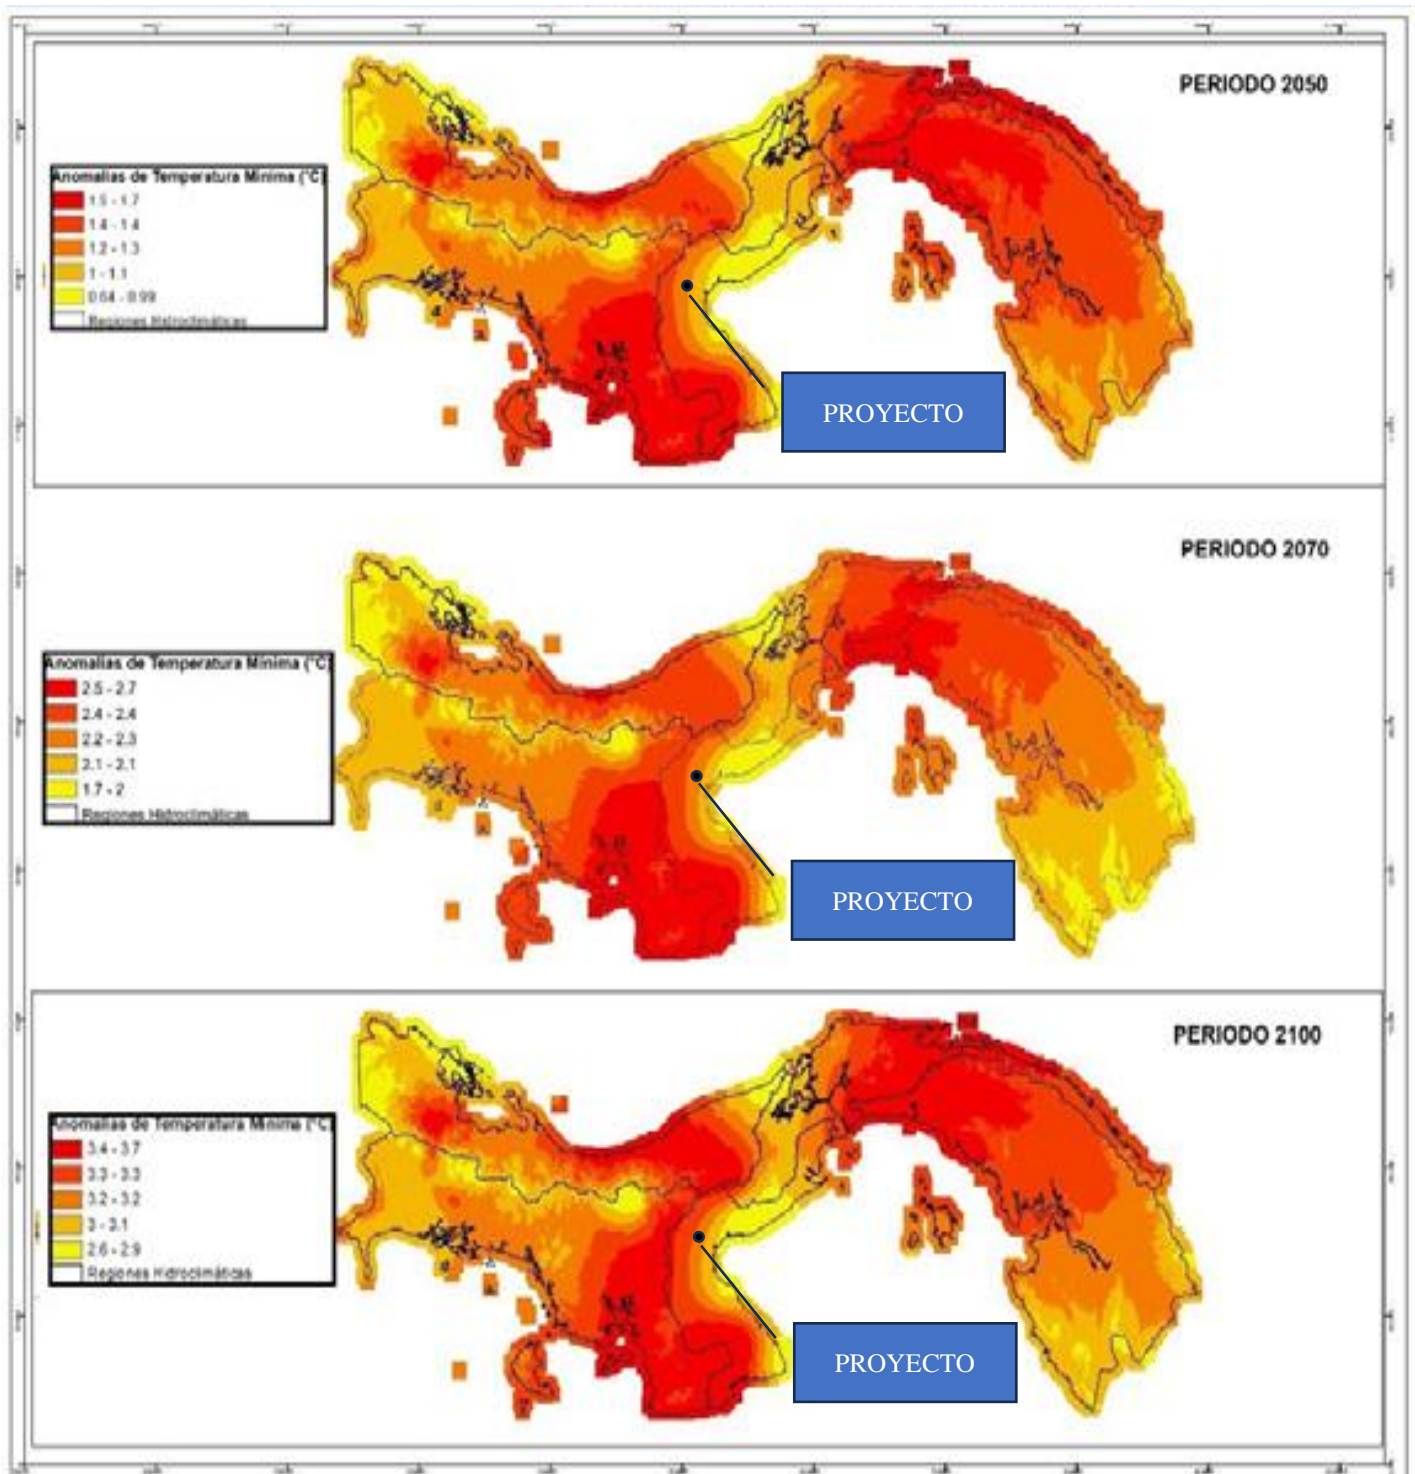 PERIODO 2050
Anomalias de Temperatura Minima (°C)
1.5 - 1.7
1.4 - 1.4
1.2 - 1.3
1 - 1.1
0.64 - 0.99
Regiones Hidroclimáticas
PROYECTO
PERIODO 2070
Anomalias de Temperatura Minima (°C)
2.5 - 2.7
2.4 - 2.4
2.2 - 2.3
2.1 - 2.1
1.7 - 2
Regiones Hidroclimáticas
PROYECTO
PERIODO 2100
Anomalias de Temperatura Minima (°C)
3.4 - 3.7
3.3 - 3.3
3.2 - 3.2
3 - 3.1
2.6 - 2.9
Regiones Hidroclimáticas
PROYECTO